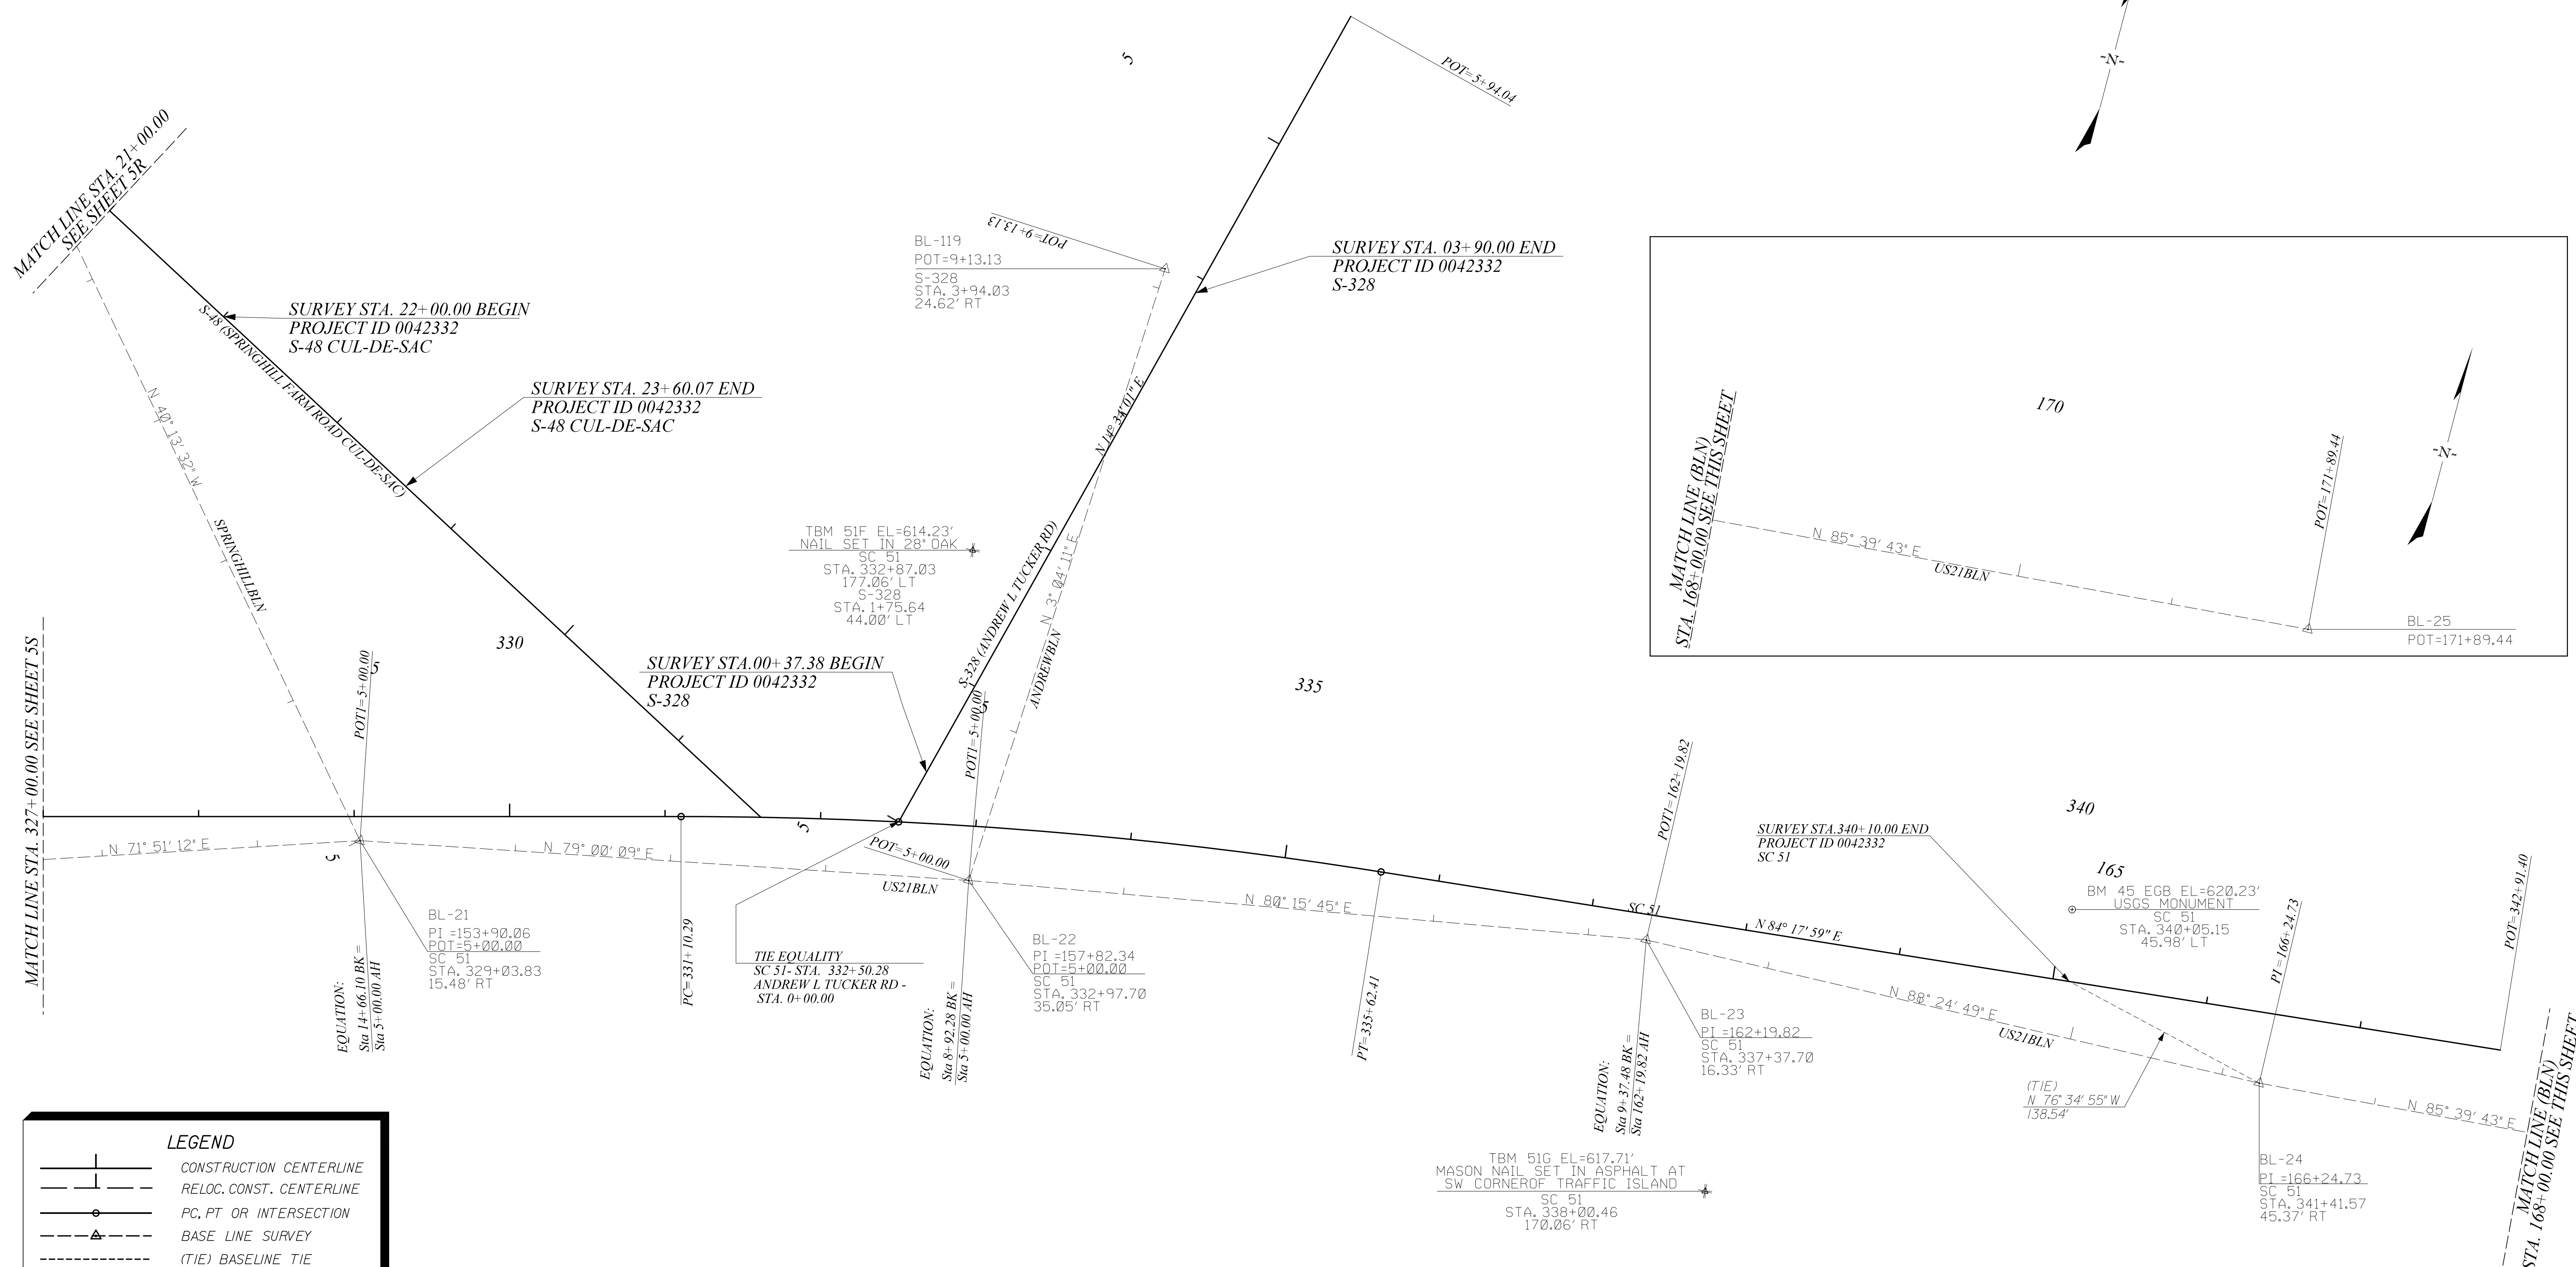 MATCH LINE STA. 21+00.00
SEE SHEET 5R
SURVEY STA. 22+00.00 BEGIN
PROJECT ID 0042332
S-48 CUL-DE-SAC
S-48 (SPRINGHILL FARM ROAD CUL-DE-SAC)
SURVEY STA. 23+60.07 END
PROJECT ID 0042332
S-48 CUL-DE-SAC
N 40° 13' 32" W
SPRINGHILLBLN
5
POT=5+94.04
-N-
BL-119
POT=9+13.13
S-328
STA. 3+94.03
24.62' RT
POT=9+13.13
SURVEY STA. 03+90.00 END
PROJECT ID 0042332
S-328
N 14° 34' 01" E
S-328 (ANDREW L TUCKER RD)
N 3° 04' 11" E
ANDREWBLN
TBM 51F EL=614.23'
NAIL SET IN 28" OAK
SC 51
STA. 332+87.03
177.06' LT
S-328
STA. 1+75.64
44.00' LT
SURVEY STA.00+37.38 BEGIN
PROJECT ID 0042332
S-328
MATCH LINE (BLN)
STA. 168+00.00 SEE THIS SHEET
170
N 85° 39' 43" E
US21BLN
POT=171+89.44
-N-
BL-25
POT=171+89.44
MATCH LINE STA. 327+00.00 SEE SHEET 5S
330
5
POT1=5+00.00
N 71° 51' 12" E
5
N 79° 00' 09" E
BL-21
PI =153+90.06
POT=5+00.00
SC 51
STA. 329+03.83
15.48' RT
EQUATION:
Sta 14+66.10 BK =
Sta 5+00.00 AH
PC=331+10.29
5
POT=5+00.00
US21BLN
5
POT1=5+00.00
TIE EQUALITY
SC 51- STA. 332+50.28
ANDREW L TUCKER RD -
STA. 0+00.00
EQUATION:
Sta 8+92.28 BK =
Sta 5+00.00 AH
BL-22
PI =157+82.34
POT=5+00.00
SC 51
STA. 332+97.70
35.05' RT
335
N 80° 15' 45" E
PT=335+62.41
POT1=162+19.82
SC 51
N 84° 17' 59" E
SURVEY STA.340+10.00 END
PROJECT ID 0042332
SC 51
340
165
BM 45 EGB EL=620.23'
USGS MONUMENT
SC 51
STA. 340+05.15
45.98' LT
PI=166+24.73
POT=342+91.40
EQUATION:
Sta 9+37.48 BK =
Sta 162+19.82 AH
BL-23
PI =162+19.82
SC 51
STA. 337+37.70
16.33' RT
N 88° 24' 49" E
US21BLN
(TIE)
N 76° 34' 55" W
138.54'
N 85° 39' 43" E
MATCH LINE (BLN)
STA. 168+00.00 SEE THIS SHEET
BL-24
PI =166+24.73
SC 51
STA. 341+41.57
45.37' RT
TBM 51G EL=617.71'
MASON NAIL SET IN ASPHALT AT
SW CORNEROF TRAFFIC ISLAND
SC 51
STA. 338+00.46
170.06' RT
LEGEND
CONSTRUCTION CENTERLINE
RELOC. CONST. CENTERLINE
PC, PT OR INTERSECTION
BASE LINE SURVEY
(TIE) BASELINE TIE